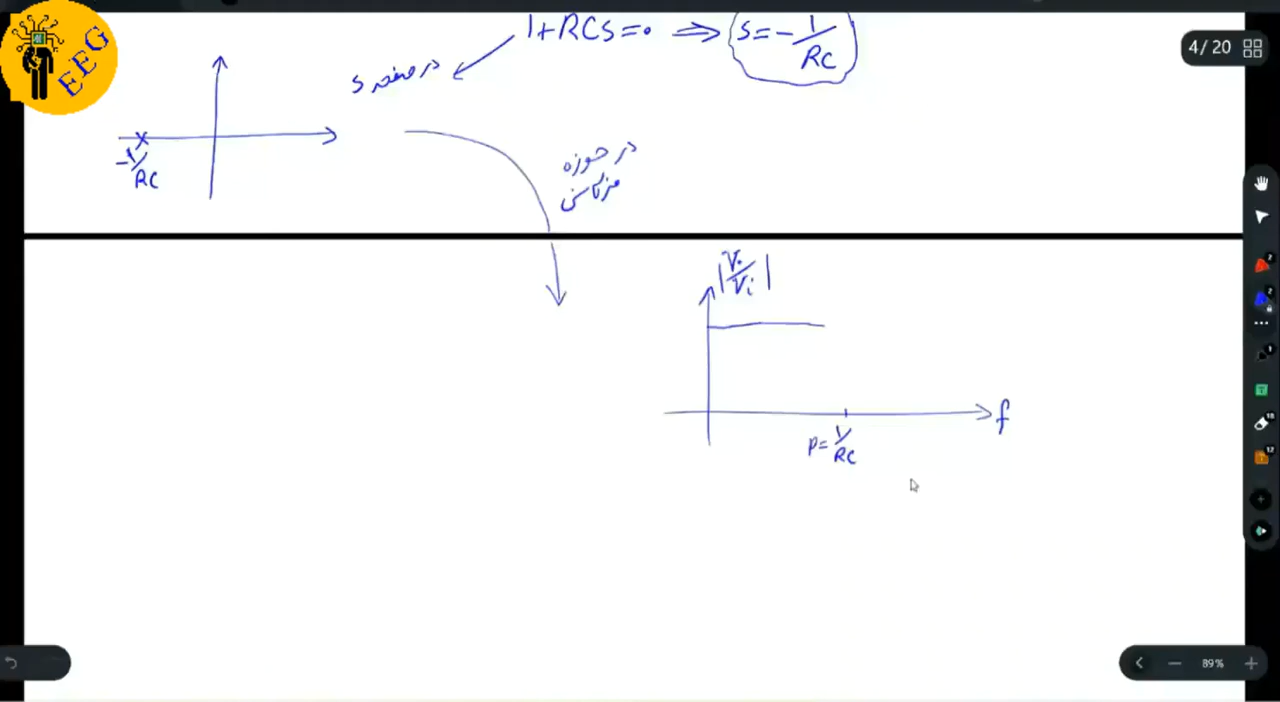 1+RCs=0 ⇒ s=-1/RC
در صفحه s
-1/RC
در حوزه
فرکانسی
|V₀/Vᵢ|
f
P=1/RC
EEG
4/20
89%